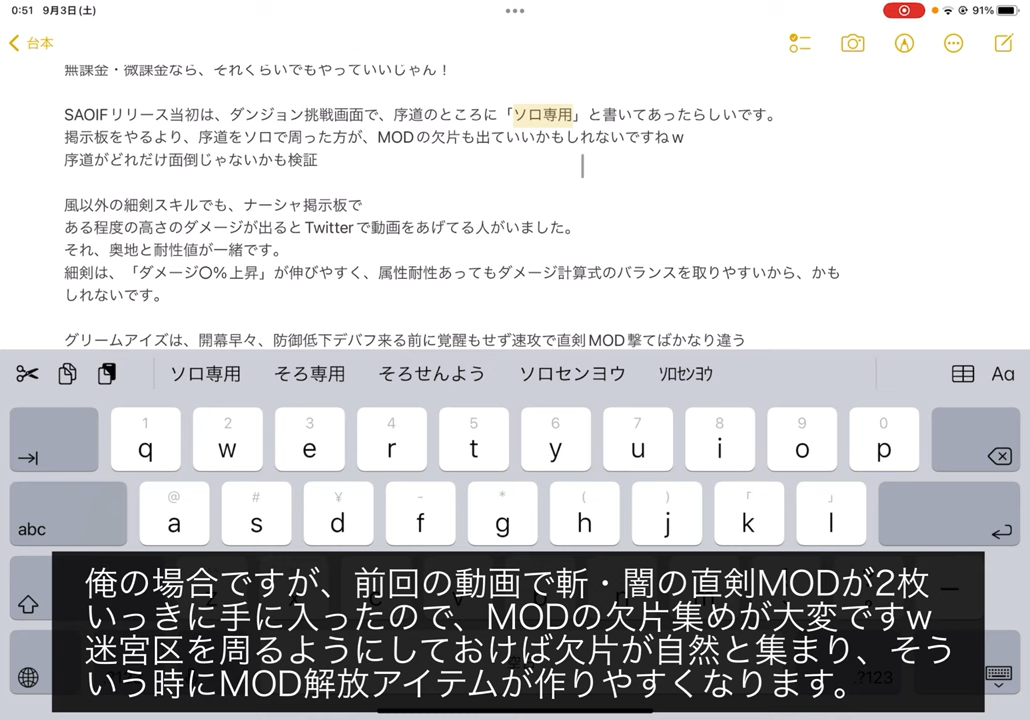 0:51 9月3日(土)
91%
台本
無課金・微課金なら、それくらいでもやっていいじゃん！
SAOIFリリース当初は、ダンジョン挑戦画面で、序道のところに「ソロ専用」と書いてあったらしいです。
掲示板をやるより、序道をソロで周った方が、MODの欠片も出ていいかもしれないですねw
序道がどれだけ面倒じゃないかも検証
風以外の細剣スキルでも、ナーシャ掲示板で
ある程度の高さのダメージが出るとTwitterで動画をあげてる人がいました。
それ、奥地と耐性値が一緒です。
細剣は、「ダメージ〇%上昇」が伸びやすく、属性耐性あってもダメージ計算式のバランスを取りやすいから、かも
しれないです。
グリームアイズは、開幕早々、防御低下デバフ来る前に覚醒もせず速攻で直剣MOD撃てばかなり違う
ソロ専用 そろ専用 そろせんよう ソロセンヨウ ｿﾛｾﾝﾖｳ Aa
1 2 3 4 5 6 7 8 9 0
q w e r t y u i o p
@ # ¥ - * ( ) 「 」
abc a s d f g h j k l
俺の場合ですが、前回の動画で斬・闇の直剣MODが2枚
いっきに手に入ったので、MODの欠片集めが大変ですw
迷宮区を周るようにしておけば欠片が自然と集まり、そう
いう時にMOD解放アイテムが作りやすくなります。
.?123